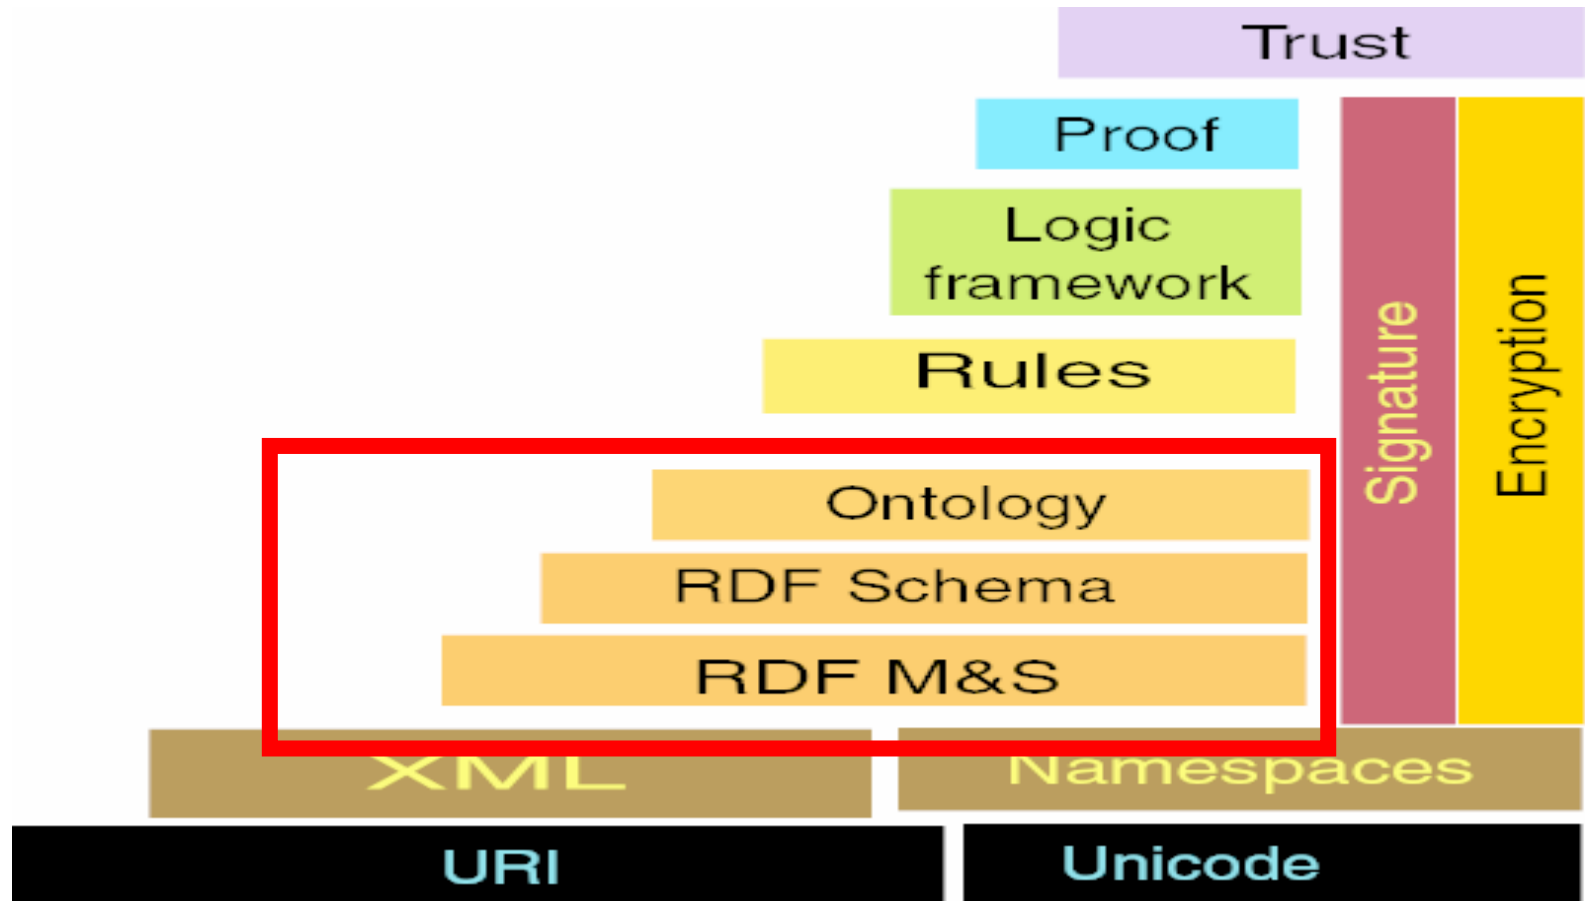 Trust
Proof
Logic
framework
Rules
Ontology
RDF Schema
RDF M&S
Signature
Encryption
XML
Namespaces
URI
Unicode